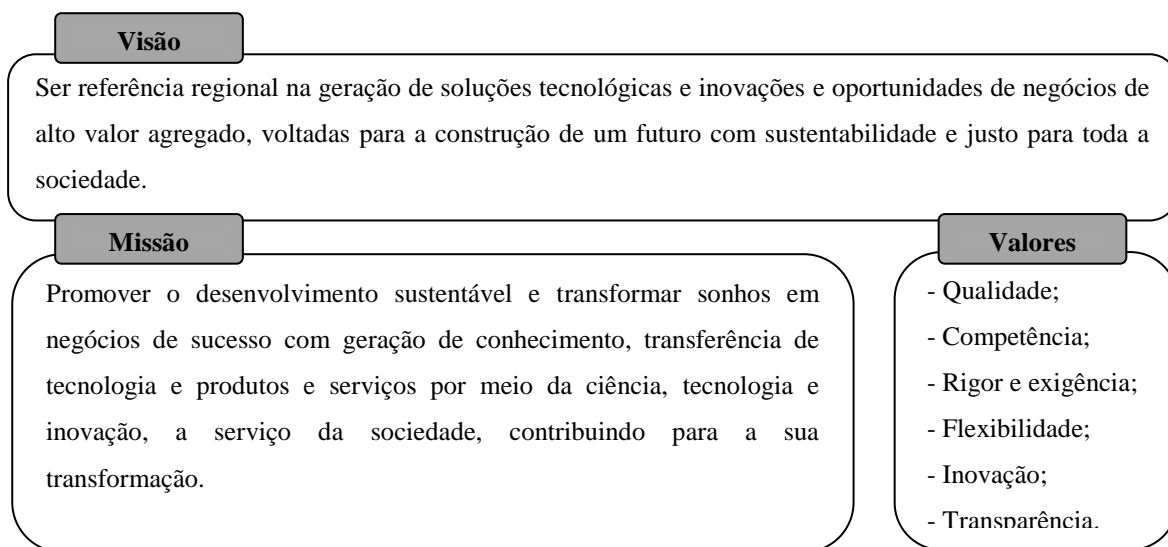 Visão
Ser referência regional na geração de soluções tecnológicas e inovações e oportunidades de negócios de
alto valor agregado, voltadas para a construção de um futuro com sustentabilidade e justo para toda a
sociedade.
Missão
Promover o desenvolvimento sustentável e transformar sonhos em
negócios de sucesso com geração de conhecimento, transferência de
tecnologia e produtos e serviços por meio da ciência, tecnologia e
inovação, a serviço da sociedade, contribuindo para a sua
transformação.
Valores
- Qualidade;
- Competência;
- Rigor e exigência;
- Flexibilidade;
- Inovação;
- Transparência.